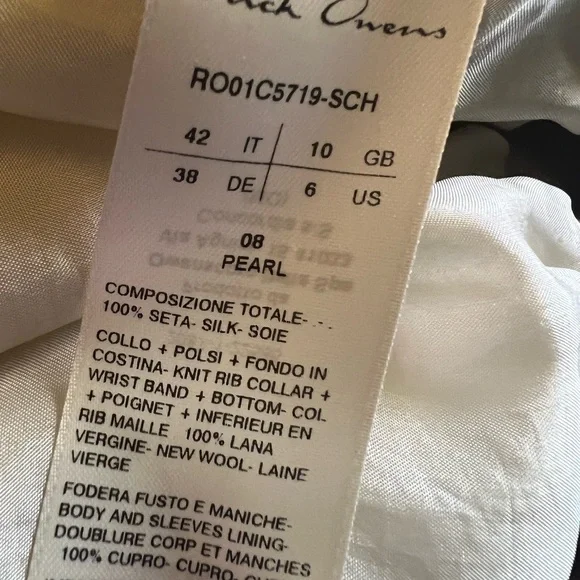 Owens
RO01C5719-SCH
42 IT 10 GB
38 DE 6 US
08
PEARL
COMPOSIZIONE TOTALE-
100% SETA- SILK- SOIE
COLLO + POLSI + FONDO IN
COSTINA- KNIT RIB COLLAR +
WRIST BAND + BOTTOM- COL
+ POIGNET + INFERIEUR EN
RIB MAILLE 100% LANA
VERGINE- NEW WOOL- LAINE
VIERGE
FODERA FUSTO E MANICHE-
BODY AND SLEEVES LINING-
DOUBLURE CORP ET MANCHES
100% CUPRO- CUPRO-